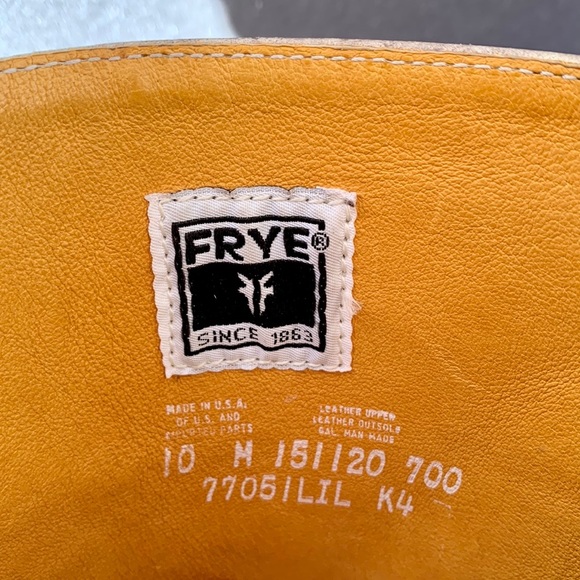 FRYE®
SINCE 1863
MADE IN U.S.A.
OF U.S. AND
IMPORTED PARTS
LEATHER UPPER
LEATHER OUTSOLE
BAL MAN MADE
10 M 151120 700
77051LIL K4